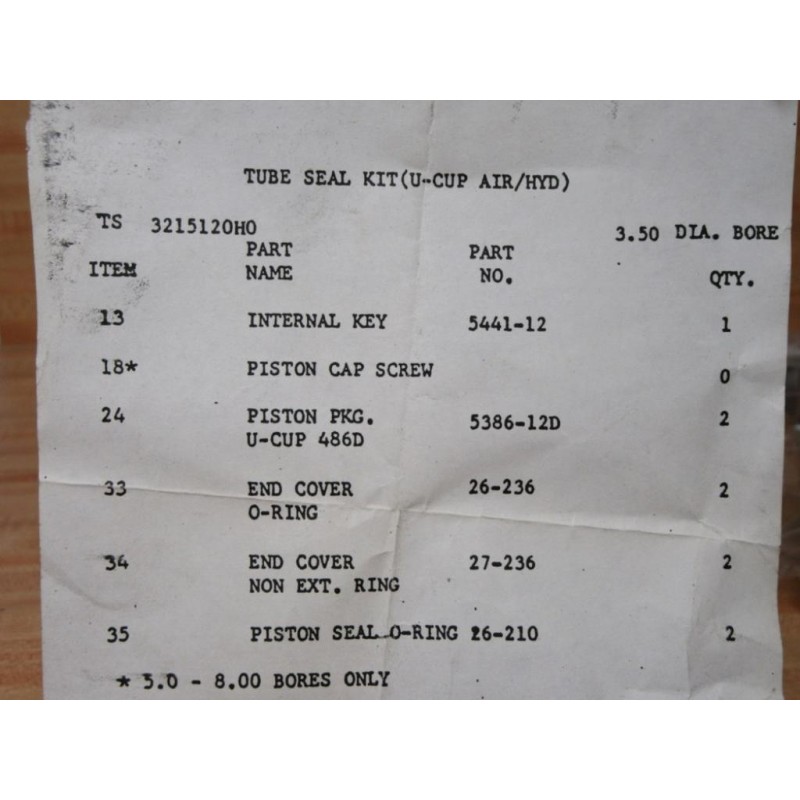 TUBE SEAL KIT(U-CUP AIR/HYD)
TS 3215120H0 3.50 DIA. BORE
PART PART
ITEM NAME NO. QTY.
13 INTERNAL KEY 5441-12 1
18* PISTON CAP SCREW 0
24 PISTON PKG. 5386-12D 2
U-CUP 486D
33 END COVER 26-236 2
O-RING
34 END COVER 27-236 2
NON EXT. RING
35 PISTON SEAL O-RING 26-210 2
* 5.0 - 8.00 BORES ONLY